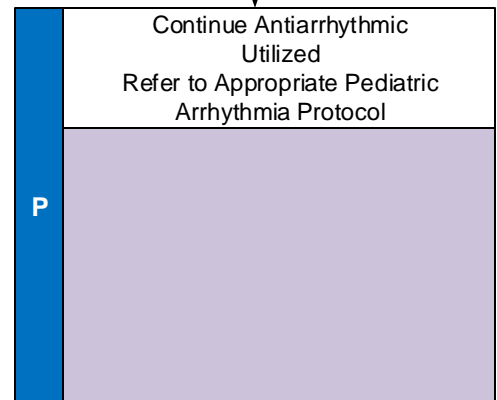 Continue Antiarrhythmic
Utilized
Refer to Appropriate Pediatric
Arrhythmia Protocol
P